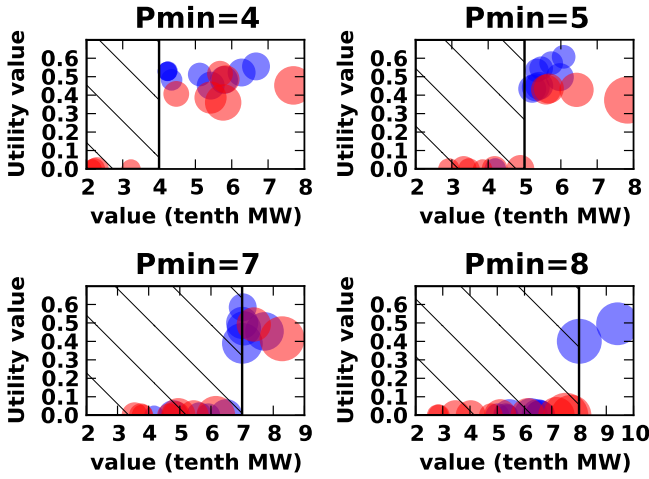 Pmin=4
Utility value
0.6
0.5
0.4
0.3
0.2
0.1
0.0
2 3 4 5 6 7 8
value (tenth MW)
Pmin=5
Utility value
0.6
0.5
0.4
0.3
0.2
0.1
0.0
2 3 4 5 6 7 8
value (tenth MW)
Pmin=7
Utility value
0.6
0.5
0.4
0.3
0.2
0.1
0.0
2 3 4 5 6 7 8 9
value (tenth MW)
Pmin=8
Utility value
0.6
0.5
0.4
0.3
0.2
0.1
0.0
2 3 4 5 6 7 8 9 10
value (tenth MW)